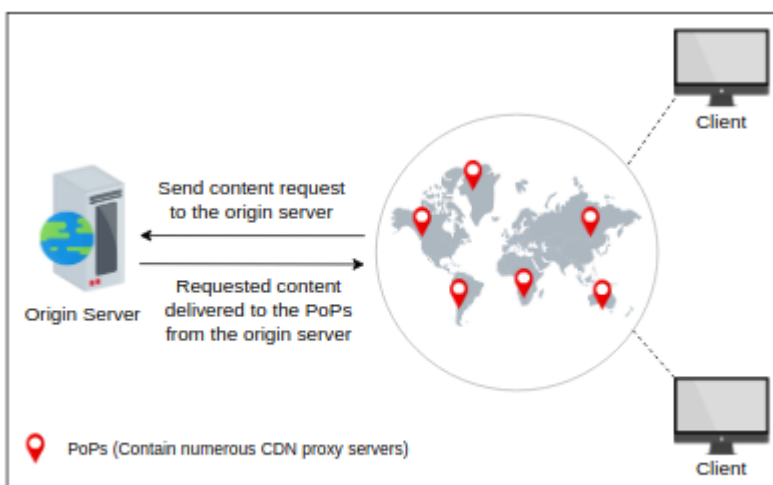 Client
Send content request
to the origin server
Requested content
delivered to the PoPs
from the origin server
Origin Server
PoPs (Contain numerous CDN proxy servers)
Client